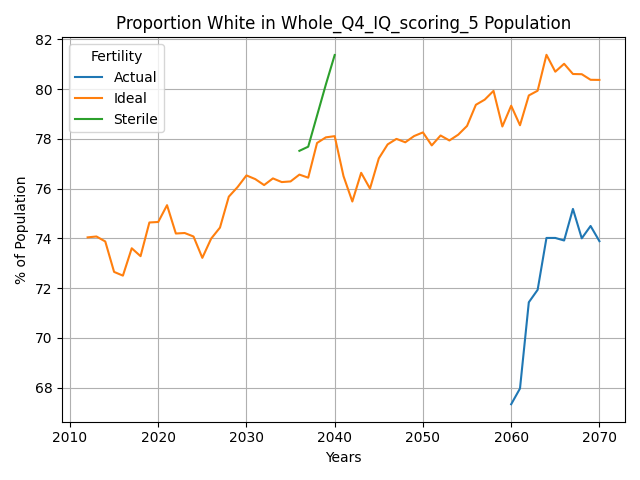 Proportion White in Whole_Q4_IQ_scoring_5 Population
% of Population
82
80
78
76
74
72
70
68
Fertility
Actual
Ideal
Sterile
2010 2020 2030 2040 2050 2060 2070
Years